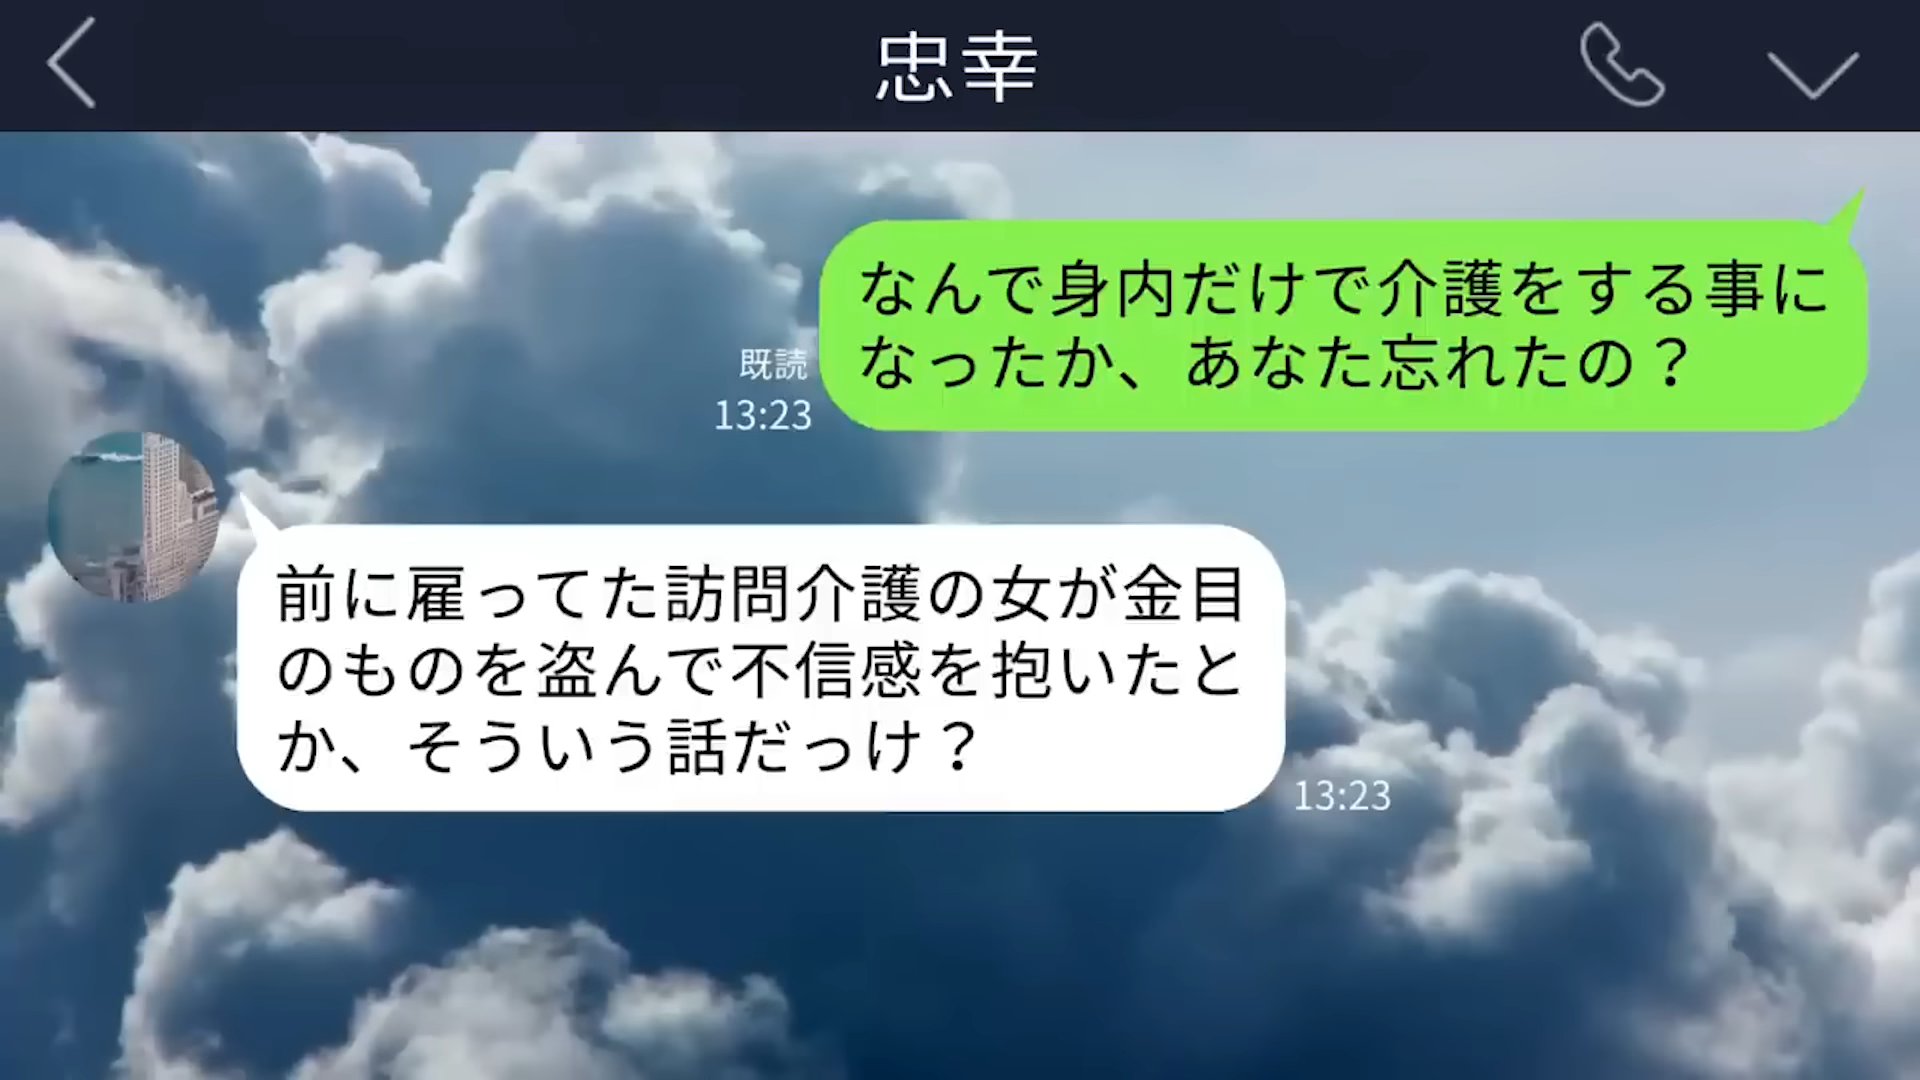 忠幸
なんで身内だけで介護をする事に
なったか、あなた忘れたの？
既読
13:23
前に雇ってた訪問介護の女が金目
のものを盗んで不信感を抱いたと
か、そういう話だっけ？
13:23